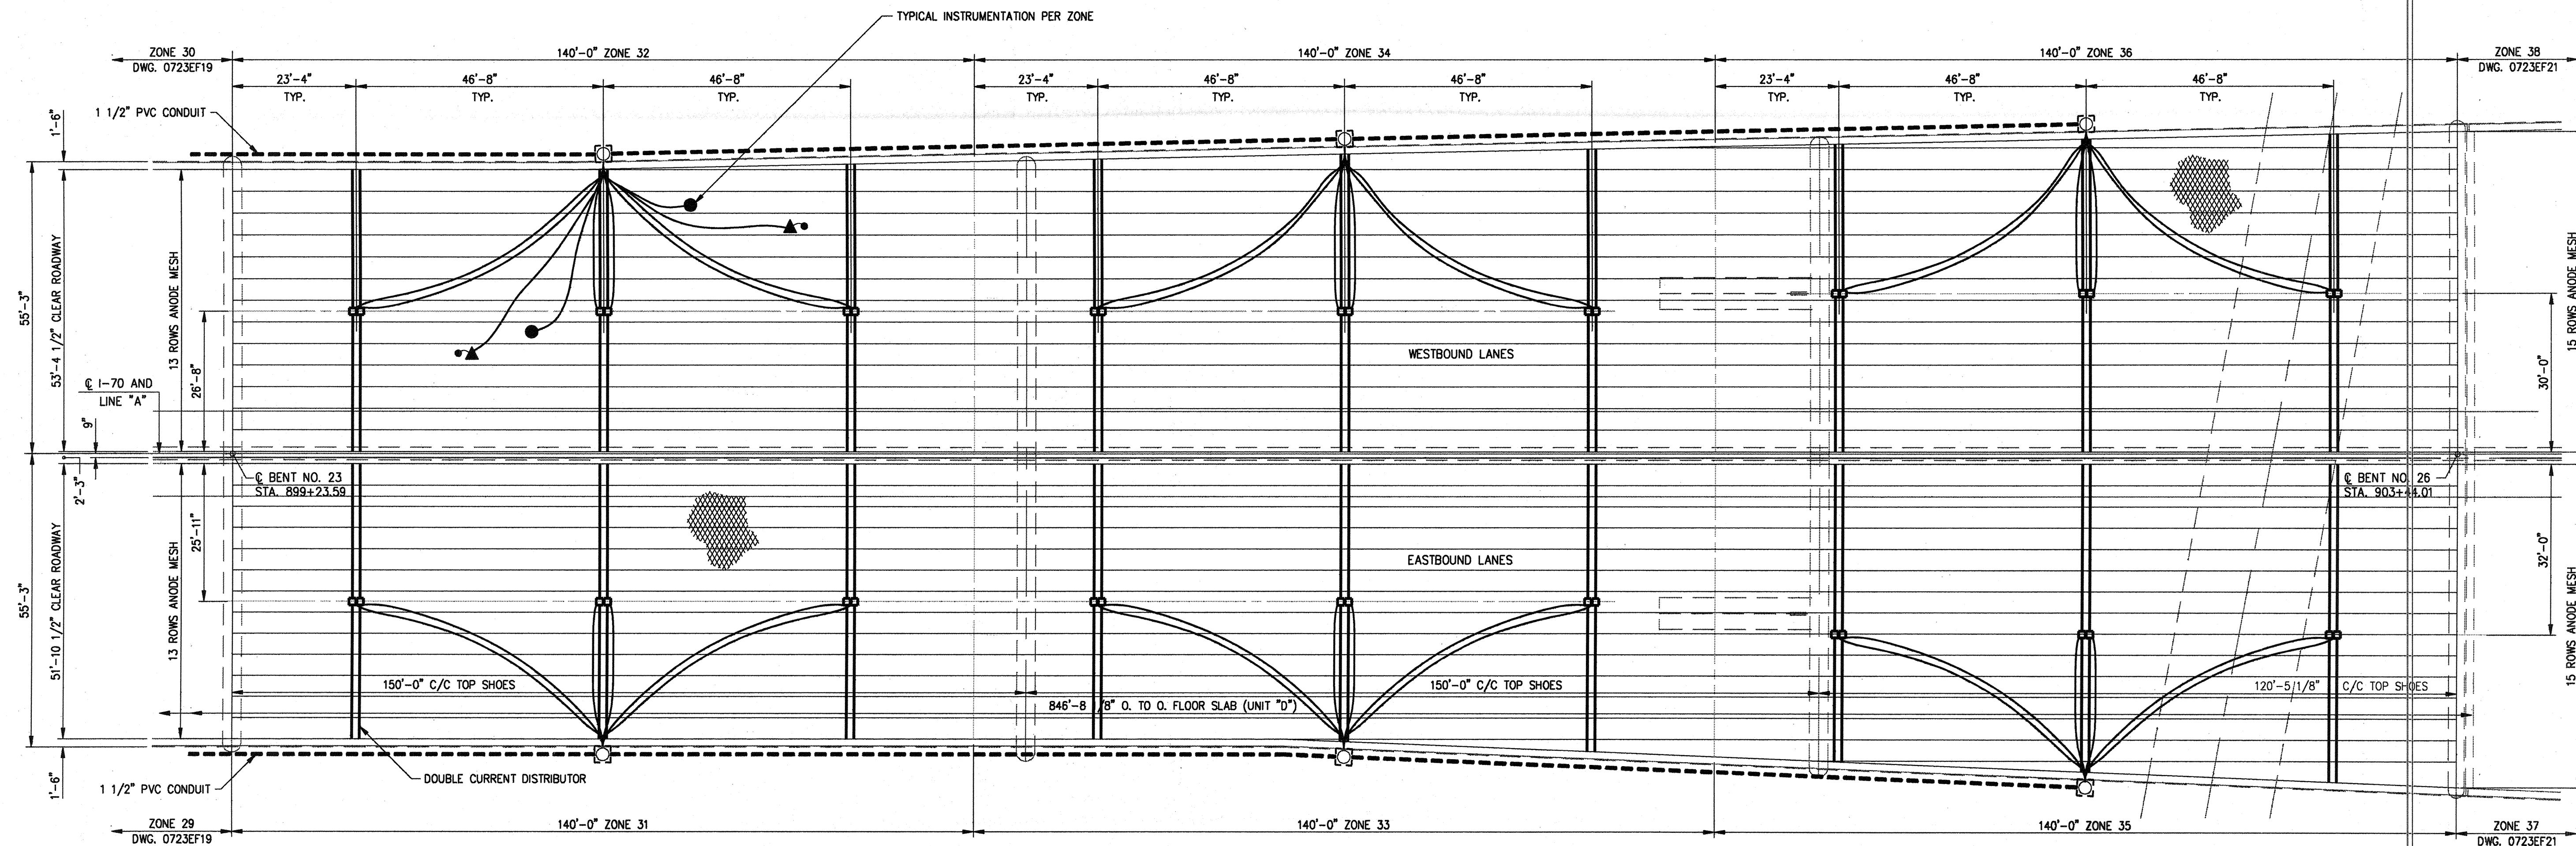 TYPICAL INSTRUMENTATION PER ZONE
ZONE 30
DWG. 0723EF19
140'-0" ZONE 32
140'-0" ZONE 34
140'-0" ZONE 36
ZONE 38
DWG. 0723EF21
23'-4"
TYP.
46'-8"
TYP.
46'-8"
TYP.
23'-4"
TYP.
46'-8"
TYP.
46'-8"
TYP.
23'-4"
TYP.
46'-8"
TYP.
46'-8"
TYP.
1 1/2" PVC CONDUIT
1'-6"
55'-3"
53'-4 1/2" CLEAR ROADWAY
13 ROWS ANODE MESH
26'-8"
℄ I-70 AND
LINE "A"
9"
2'-3"
WESTBOUND LANES
15 ROWS ANODE MESH
30'-0"
℄ BENT NO. 23
STA. 899+23.59
℄ BENT NO. 26
STA. 903+44.01
55'-3"
51'-10 1/2" CLEAR ROADWAY
13 ROWS ANODE MESH
25'-11"
EASTBOUND LANES
32'-0"
15 ROWS ANODE MESH
150'-0" C/C TOP SHOES
150'-0" C/C TOP SHOES
120'-5 1/8" C/C TOP SHOES
846'-8 1/8" O. TO O. FLOOR SLAB (UNIT "D")
1'-6"
1 1/2" PVC CONDUIT
DOUBLE CURRENT DISTRIBUTOR
ZONE 29
DWG. 0723EF19
140'-0" ZONE 31
140'-0" ZONE 33
140'-0" ZONE 35
ZONE 37
DWG. 0723EF21